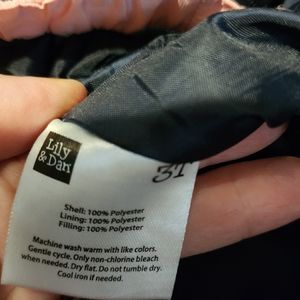 Lily
& Dan
3T
Shell: 100% Polyester
Lining: 100% Polyester
Filling: 100% Polyester
Machine wash warm with like colors.
Gentle cycle. Only non-chlorine bleach
when needed. Dry flat. Do not tumble dry.
Cool iron if needed.